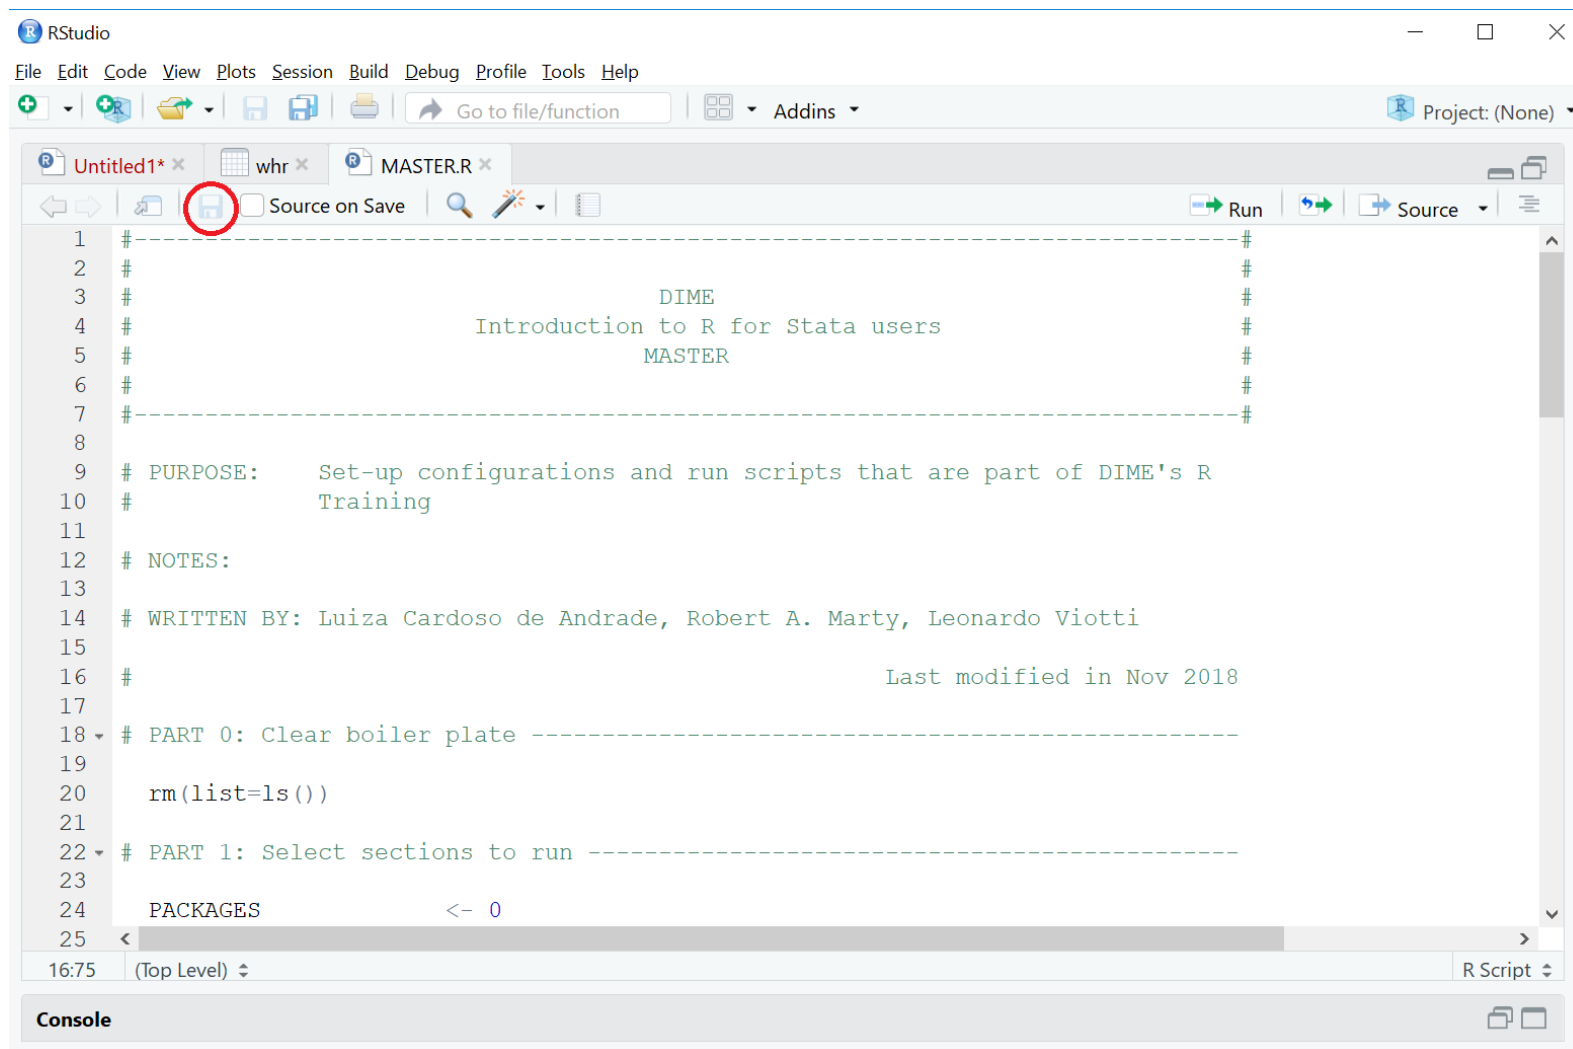 RStudio
File Edit Code View Plots Session Build Debug Profile Tools Help
Go to file/function Addins Project: (None)
Untitled1* whr MASTER.R
Source on Save Run Source
1 #------------------------------------------------------------------------------#
2 # #
3 # DIME #
4 # Introduction to R for Stata users #
5 # MASTER #
6 # #
7 #------------------------------------------------------------------------------#
8
9 # PURPOSE: Set-up configurations and run scripts that are part of DIME's R
10 # Training
11
12 # NOTES:
13
14 # WRITTEN BY: Luiza Cardoso de Andrade, Robert A. Marty, Leonardo Viotti
15
16 # Last modified in Nov 2018
17
18 # PART 0: Clear boiler plate --------------------------------------------------
19
20 rm(list=ls())
21
22 # PART 1: Select sections to run ----------------------------------------------
23
24 PACKAGES <- 0
25
16:75 (Top Level) R Script
Console